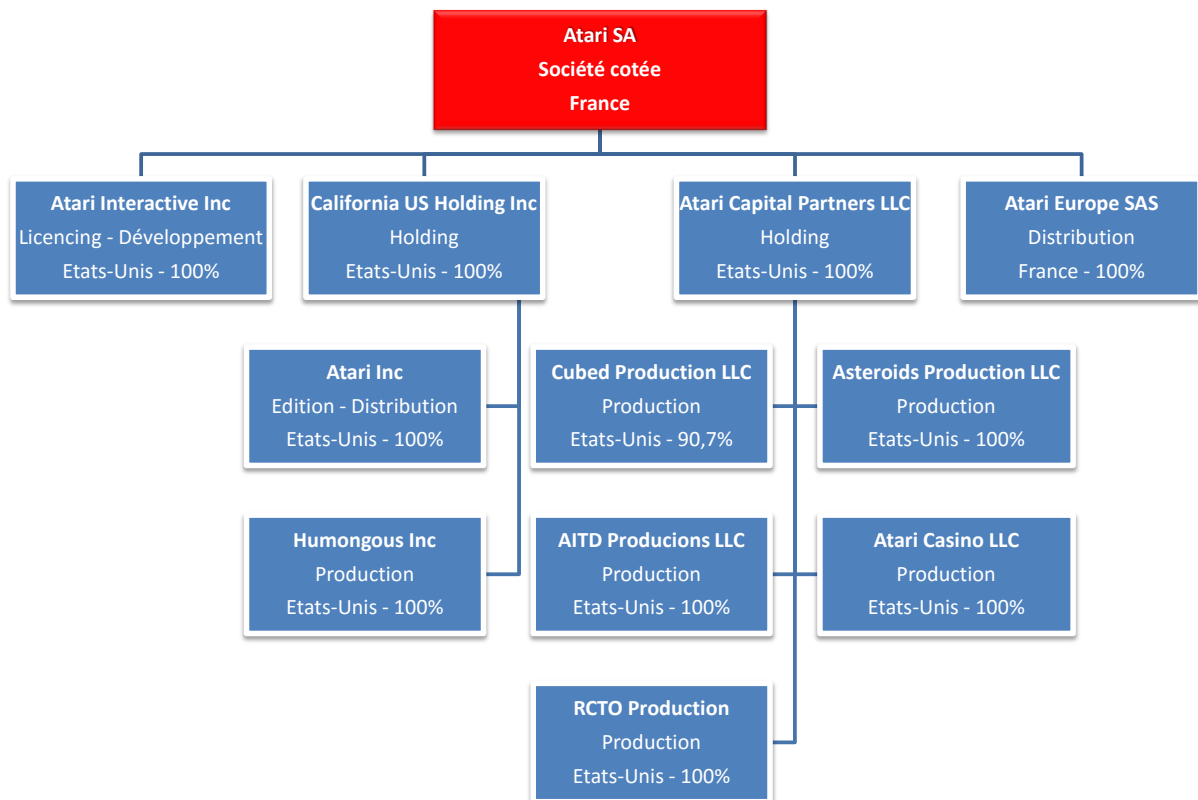 Atari SA
Société cotée
France
Atari Interactive Inc
Licencing - Développement
Etats-Unis - 100%
California US Holding Inc
Holding
Etats-Unis - 100%
Atari Capital Partners LLC
Holding
Etats-Unis - 100%
Atari Europe SAS
Distribution
France - 100%
Atari Inc
Edition - Distribution
Etats-Unis - 100%
Cubed Production LLC
Production
Etats-Unis - 90,7%
Asteroids Production LLC
Production
Etats-Unis - 100%
Humongous Inc
Production
Etats-Unis - 100%
AITD Producions LLC
Production
Etats-Unis - 100%
Atari Casino LLC
Production
Etats-Unis - 100%
RCTO Production
Production
Etats-Unis - 100%